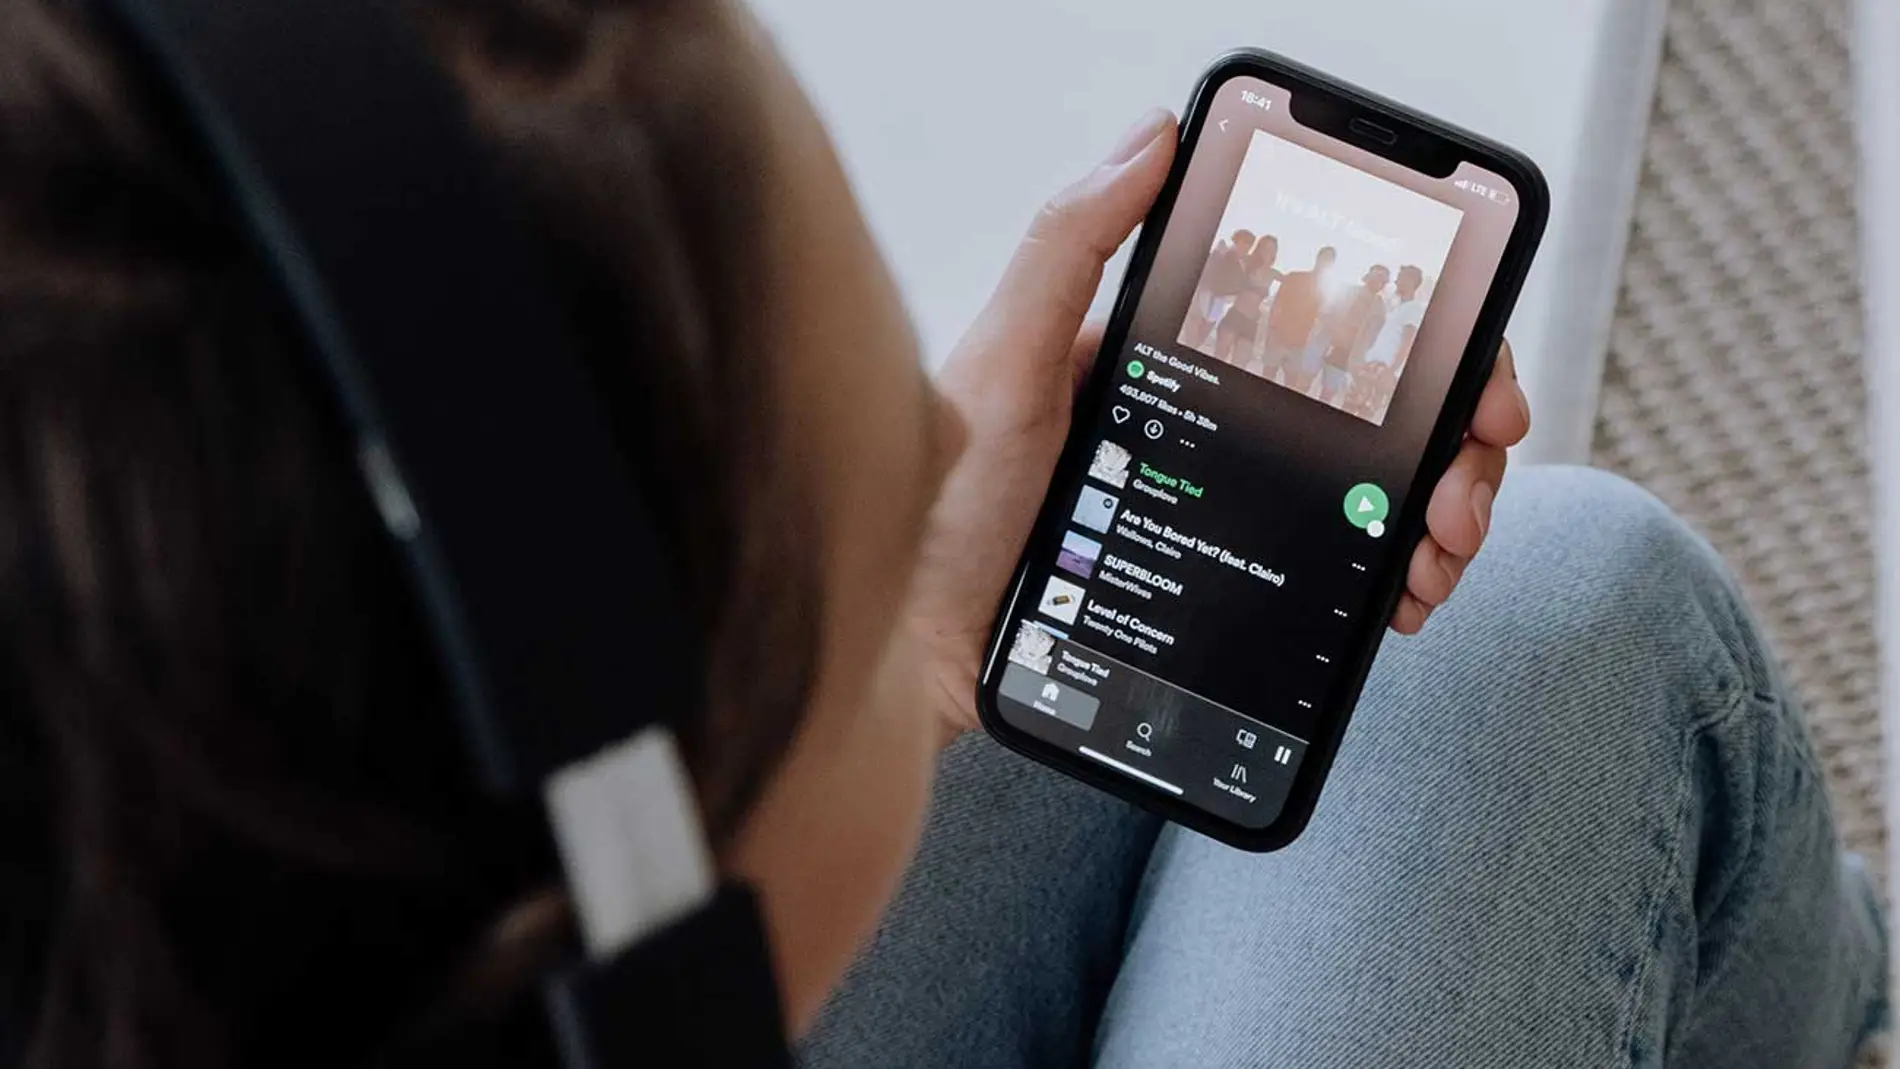 18:41
LTE
ALT the Good Vibes.
Spotify
493,807 likes • 5h 38m
Tongue Tied
Grouplove
Are You Bored Yet? (feat. Clairo)
Wallows, Clairo
SUPERBLOOM
MisterWives
Level of Concern
Twenty One Pilots
Tongue Tied
Grouplove
Home
Search
Your Library